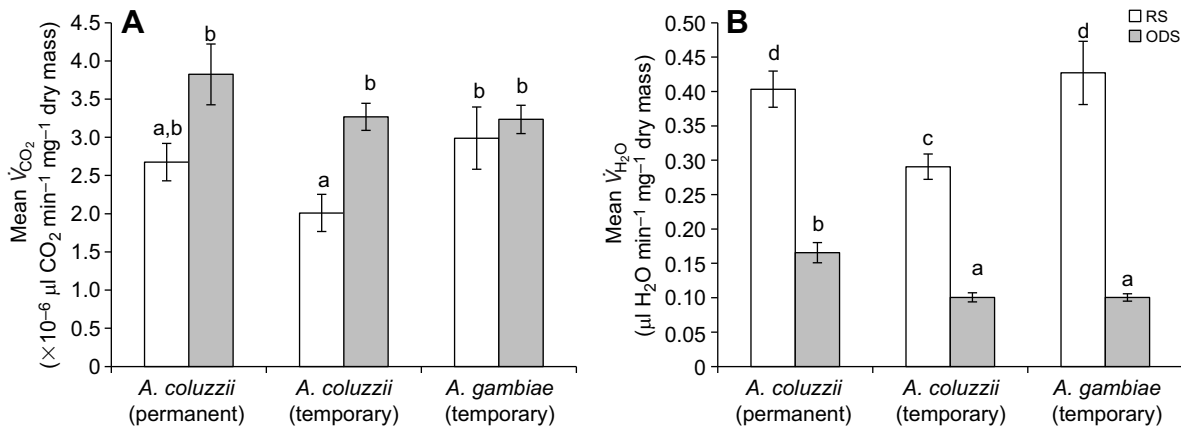 A
Mean V̇CO₂
(×10⁻⁶ µl CO₂ min⁻¹ mg⁻¹ dry mass)
4.5
4.0
3.5
3.0
2.5
2.0
1.5
1.0
0.5
0
a,b
b
a
b
b
b
A. coluzzii
(permanent)
A. coluzzii
(temporary)
A. gambiae
(temporary)
B
Mean V̇H₂O
(µl H₂O min⁻¹ mg⁻¹ dry mass)
0.50
0.45
0.40
0.35
0.30
0.25
0.20
0.15
0.10
0.05
0.00
d
b
c
a
d
a
A. coluzzii
(permanent)
A. coluzzii
(temporary)
A. gambiae
(temporary)
RS
ODS